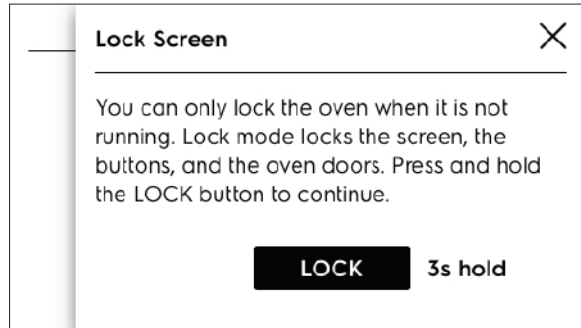 Lock Screen
You can only lock the oven when it is not
running. Lock mode locks the screen, the
buttons, and the oven doors. Press and hold
the LOCK button to continue.
LOCK 3s hold